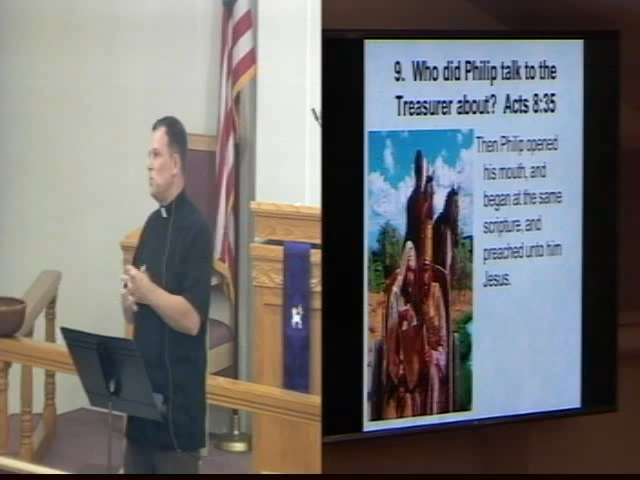 9. Who did Philip talk to the
Treasurer about? Acts 8:35
Then Philip opened
his mouth, and
began at the same
scripture, and
preached unto him
Jesus.